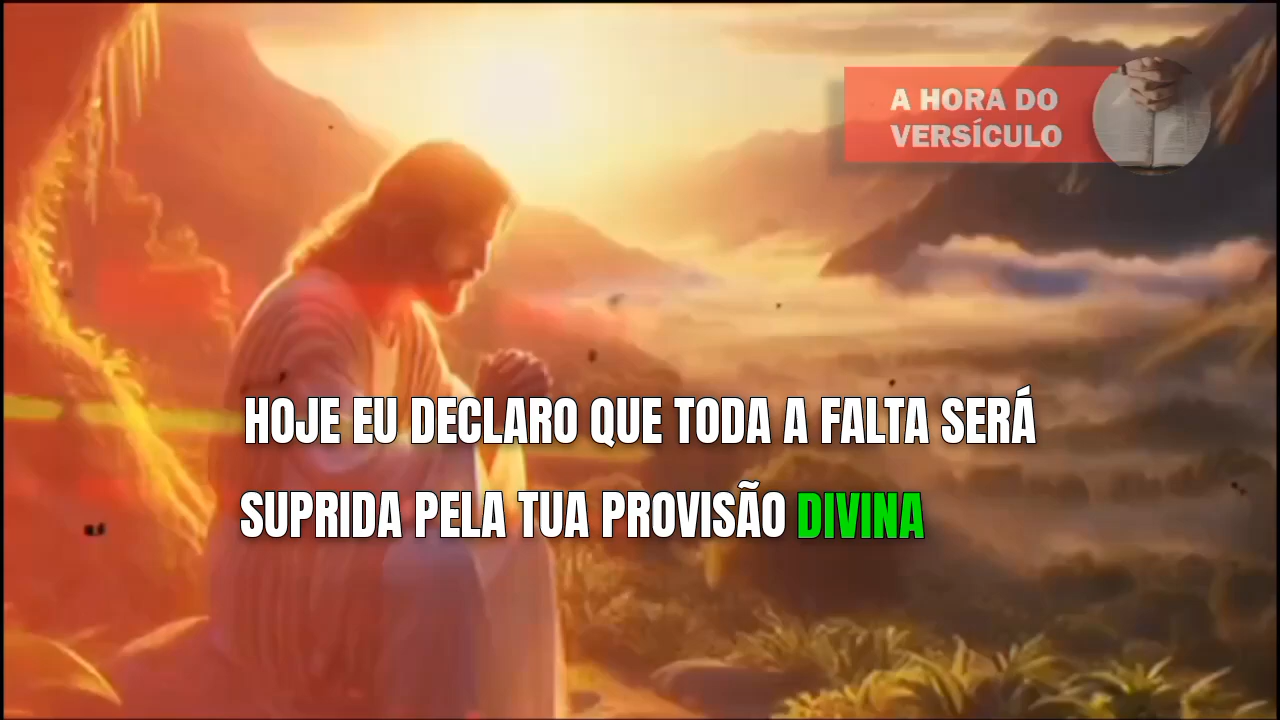 A HORA DO
VERSÍCULO
HOJE EU DECLARO QUE TODA A FALTA SERÁ
SUPRIDA PELA TUA PROVISÃO DIVINA